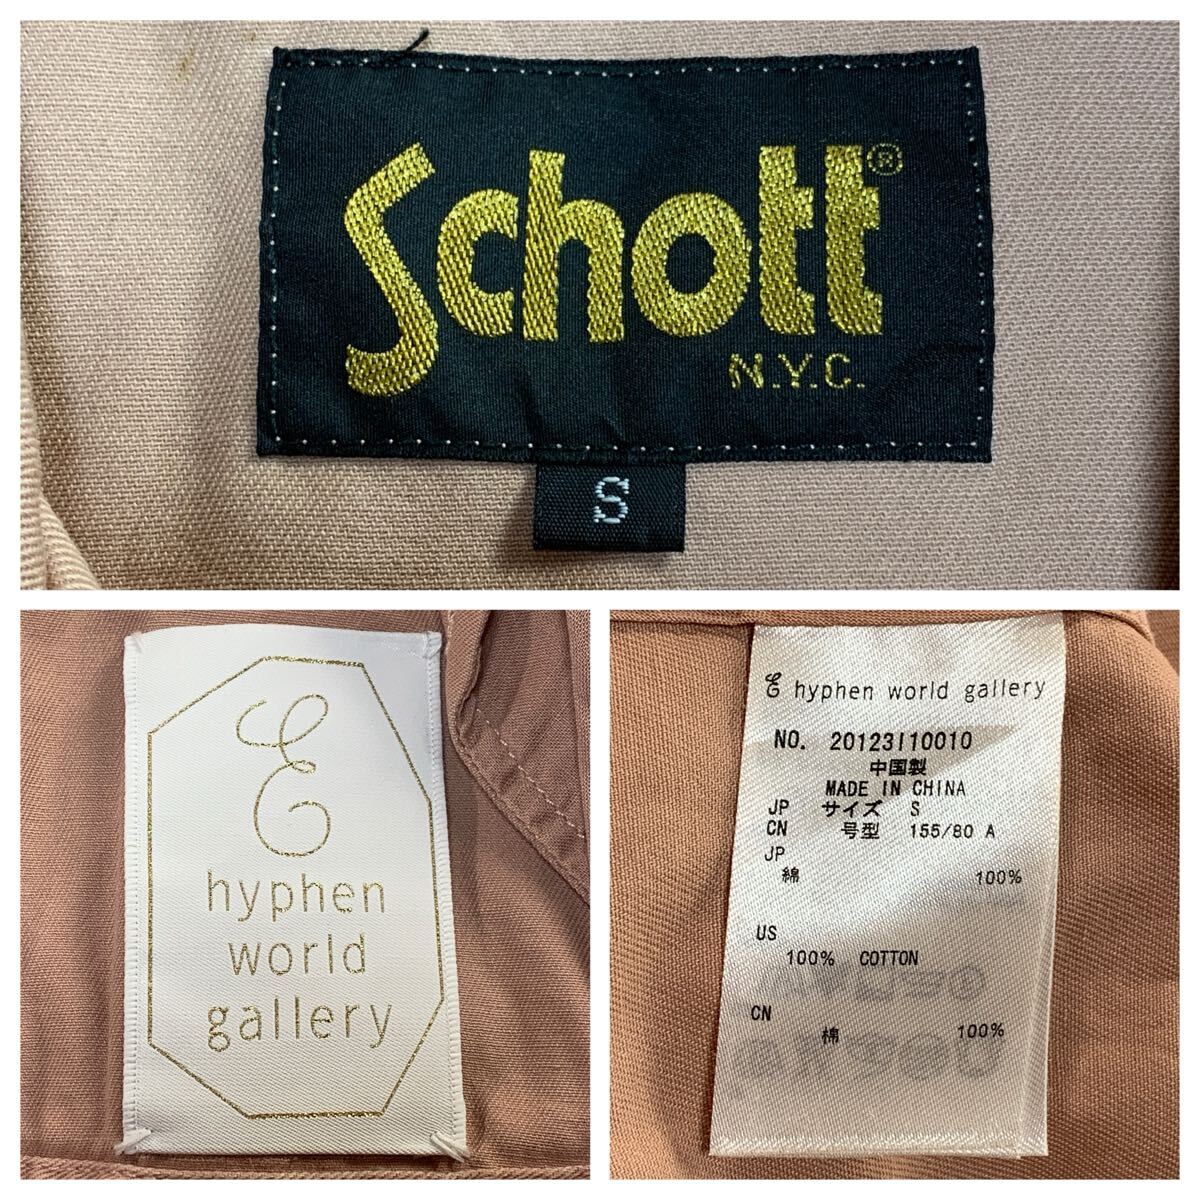 Schott®
N.Y.C.
S
E
hyphen
world
gallery
E hyphen world gallery
NO. 20123I10010
中国製
MADE IN CHINA
JP サイズ S
CN 号型 155/80 A
JP
綿 100%
US
100% COTTON
CN
棉 100%